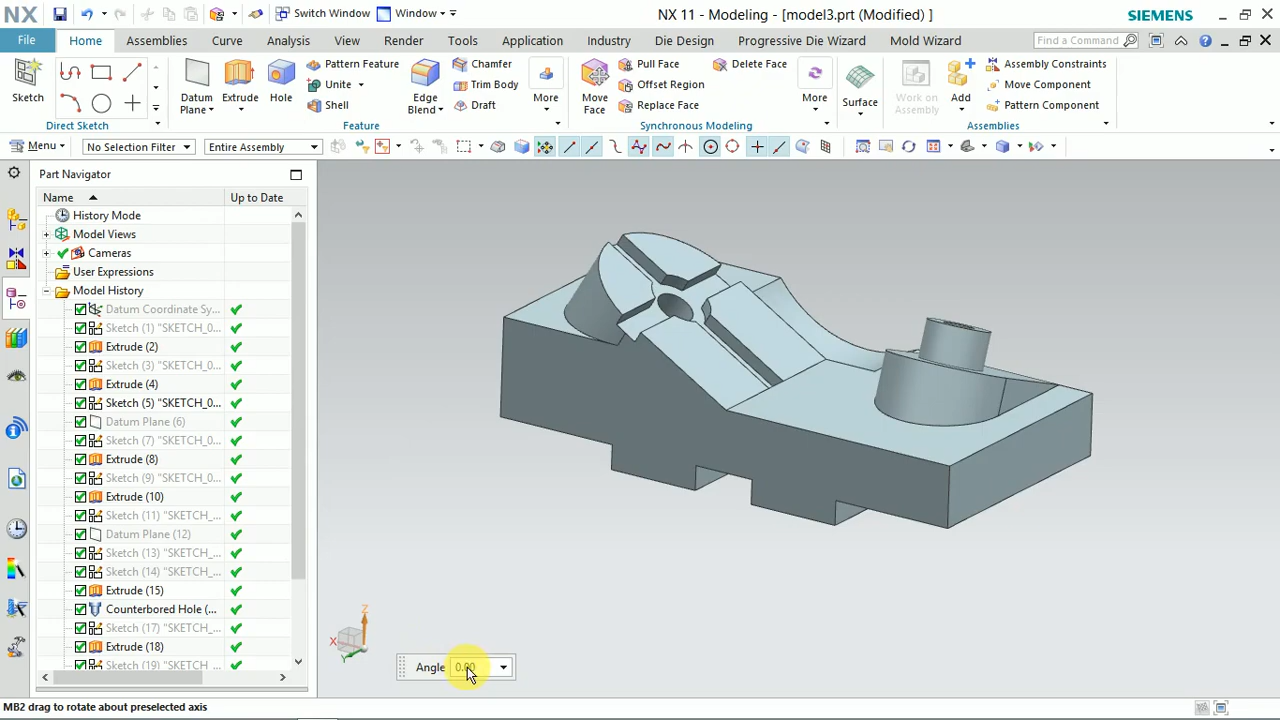 NX Switch Window Window NX 11 - Modeling - [model3.prt (Modified) ] SIEMENS
File Home Assemblies Curve Analysis View Render Tools Application Industry Die Design Progressive Die Wizard Mold Wizard Find a Command
Sketch Datum Plane Extrude Hole Pattern Feature Unite Shell Edge Blend Chamfer Trim Body Draft More Move Face Pull Face Offset Region Replace Face Delete Face More Surface Work on Assembly Add Assembly Constraints Move Component Pattern Component
Direct Sketch Feature Synchronous Modeling Assemblies
Menu No Selection Filter Entire Assembly
Part Navigator
Name Up to Date
History Mode
Model Views
Cameras
User Expressions
Model History
Datum Coordinate Sy...
Sketch (1) "SKETCH_0...
Extrude (2)
Sketch (3) "SKETCH_0...
Extrude (4)
Sketch (5) "SKETCH_0...
Datum Plane (6)
Sketch (7) "SKETCH_0...
Extrude (8)
Sketch (9) "SKETCH_0...
Extrude (10)
Sketch (11) "SKETCH_...
Datum Plane (12)
Sketch (13) "SKETCH_...
Sketch (14) "SKETCH_...
Extrude (15)
Counterbored Hole (...
Sketch (17) "SKETCH_...
Extrude (18)
Sketch (19) "SKETCH_...
Z
X
Y
Angle 0.00
MB2 drag to rotate about preselected axis